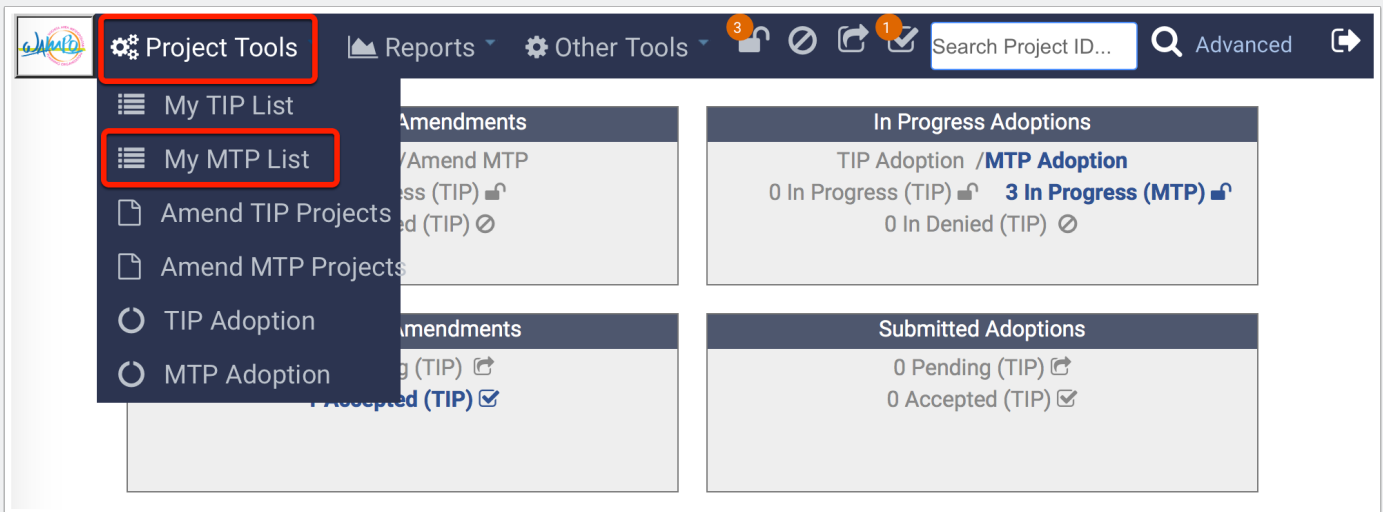 WAMPO
Project Tools
Reports
Other Tools
3
1
Search Project ID...
Advanced
My TIP List
My MTP List
Amend TIP Projects
Amend MTP Projects
TIP Adoption
MTP Adoption
Amendments
/Amend MTP
ess (TIP)
ed (TIP)
In Progress Adoptions
TIP Adoption /MTP Adoption
0 In Progress (TIP) 3 In Progress (MTP)
0 In Denied (TIP)
Amendments
g (TIP)
1 Accepted (TIP)
Submitted Adoptions
0 Pending (TIP)
0 Accepted (TIP)